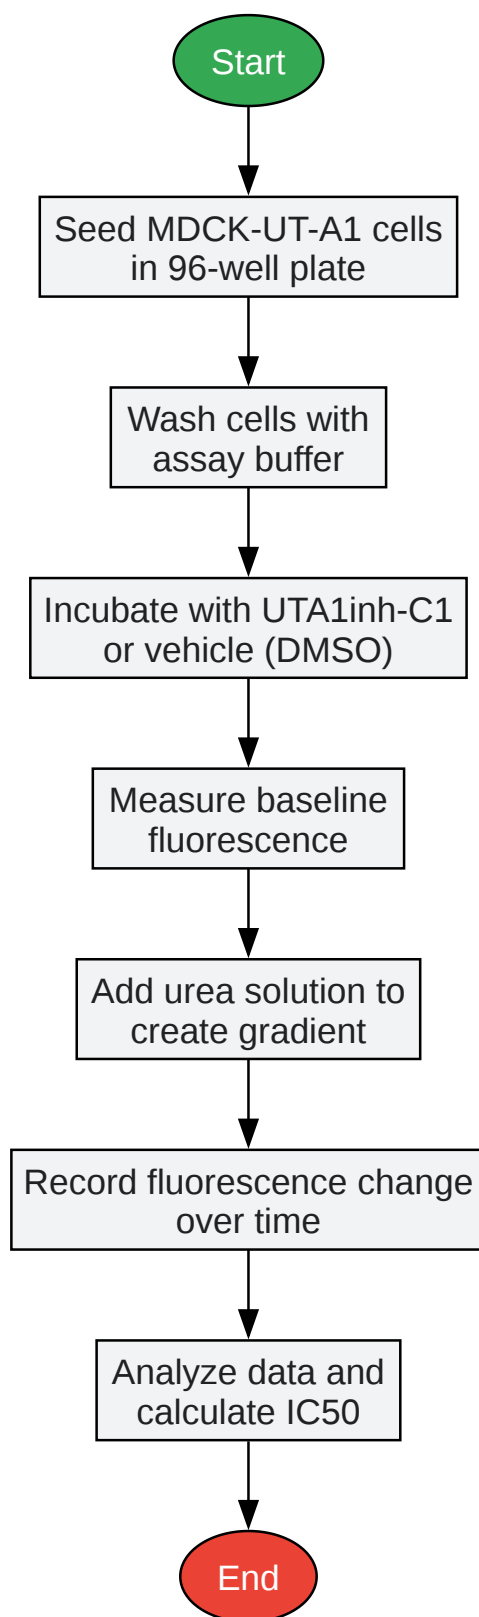 Start
Seed MDCK-UT-A1 cells
in 96-well plate
Wash cells with
assay buffer
Incubate with UTA1inh-C1
or vehicle (DMSO)
Measure baseline
fluorescence
Add urea solution to
create gradient
Record fluorescence change
over time
Analyze data and
calculate IC50
End